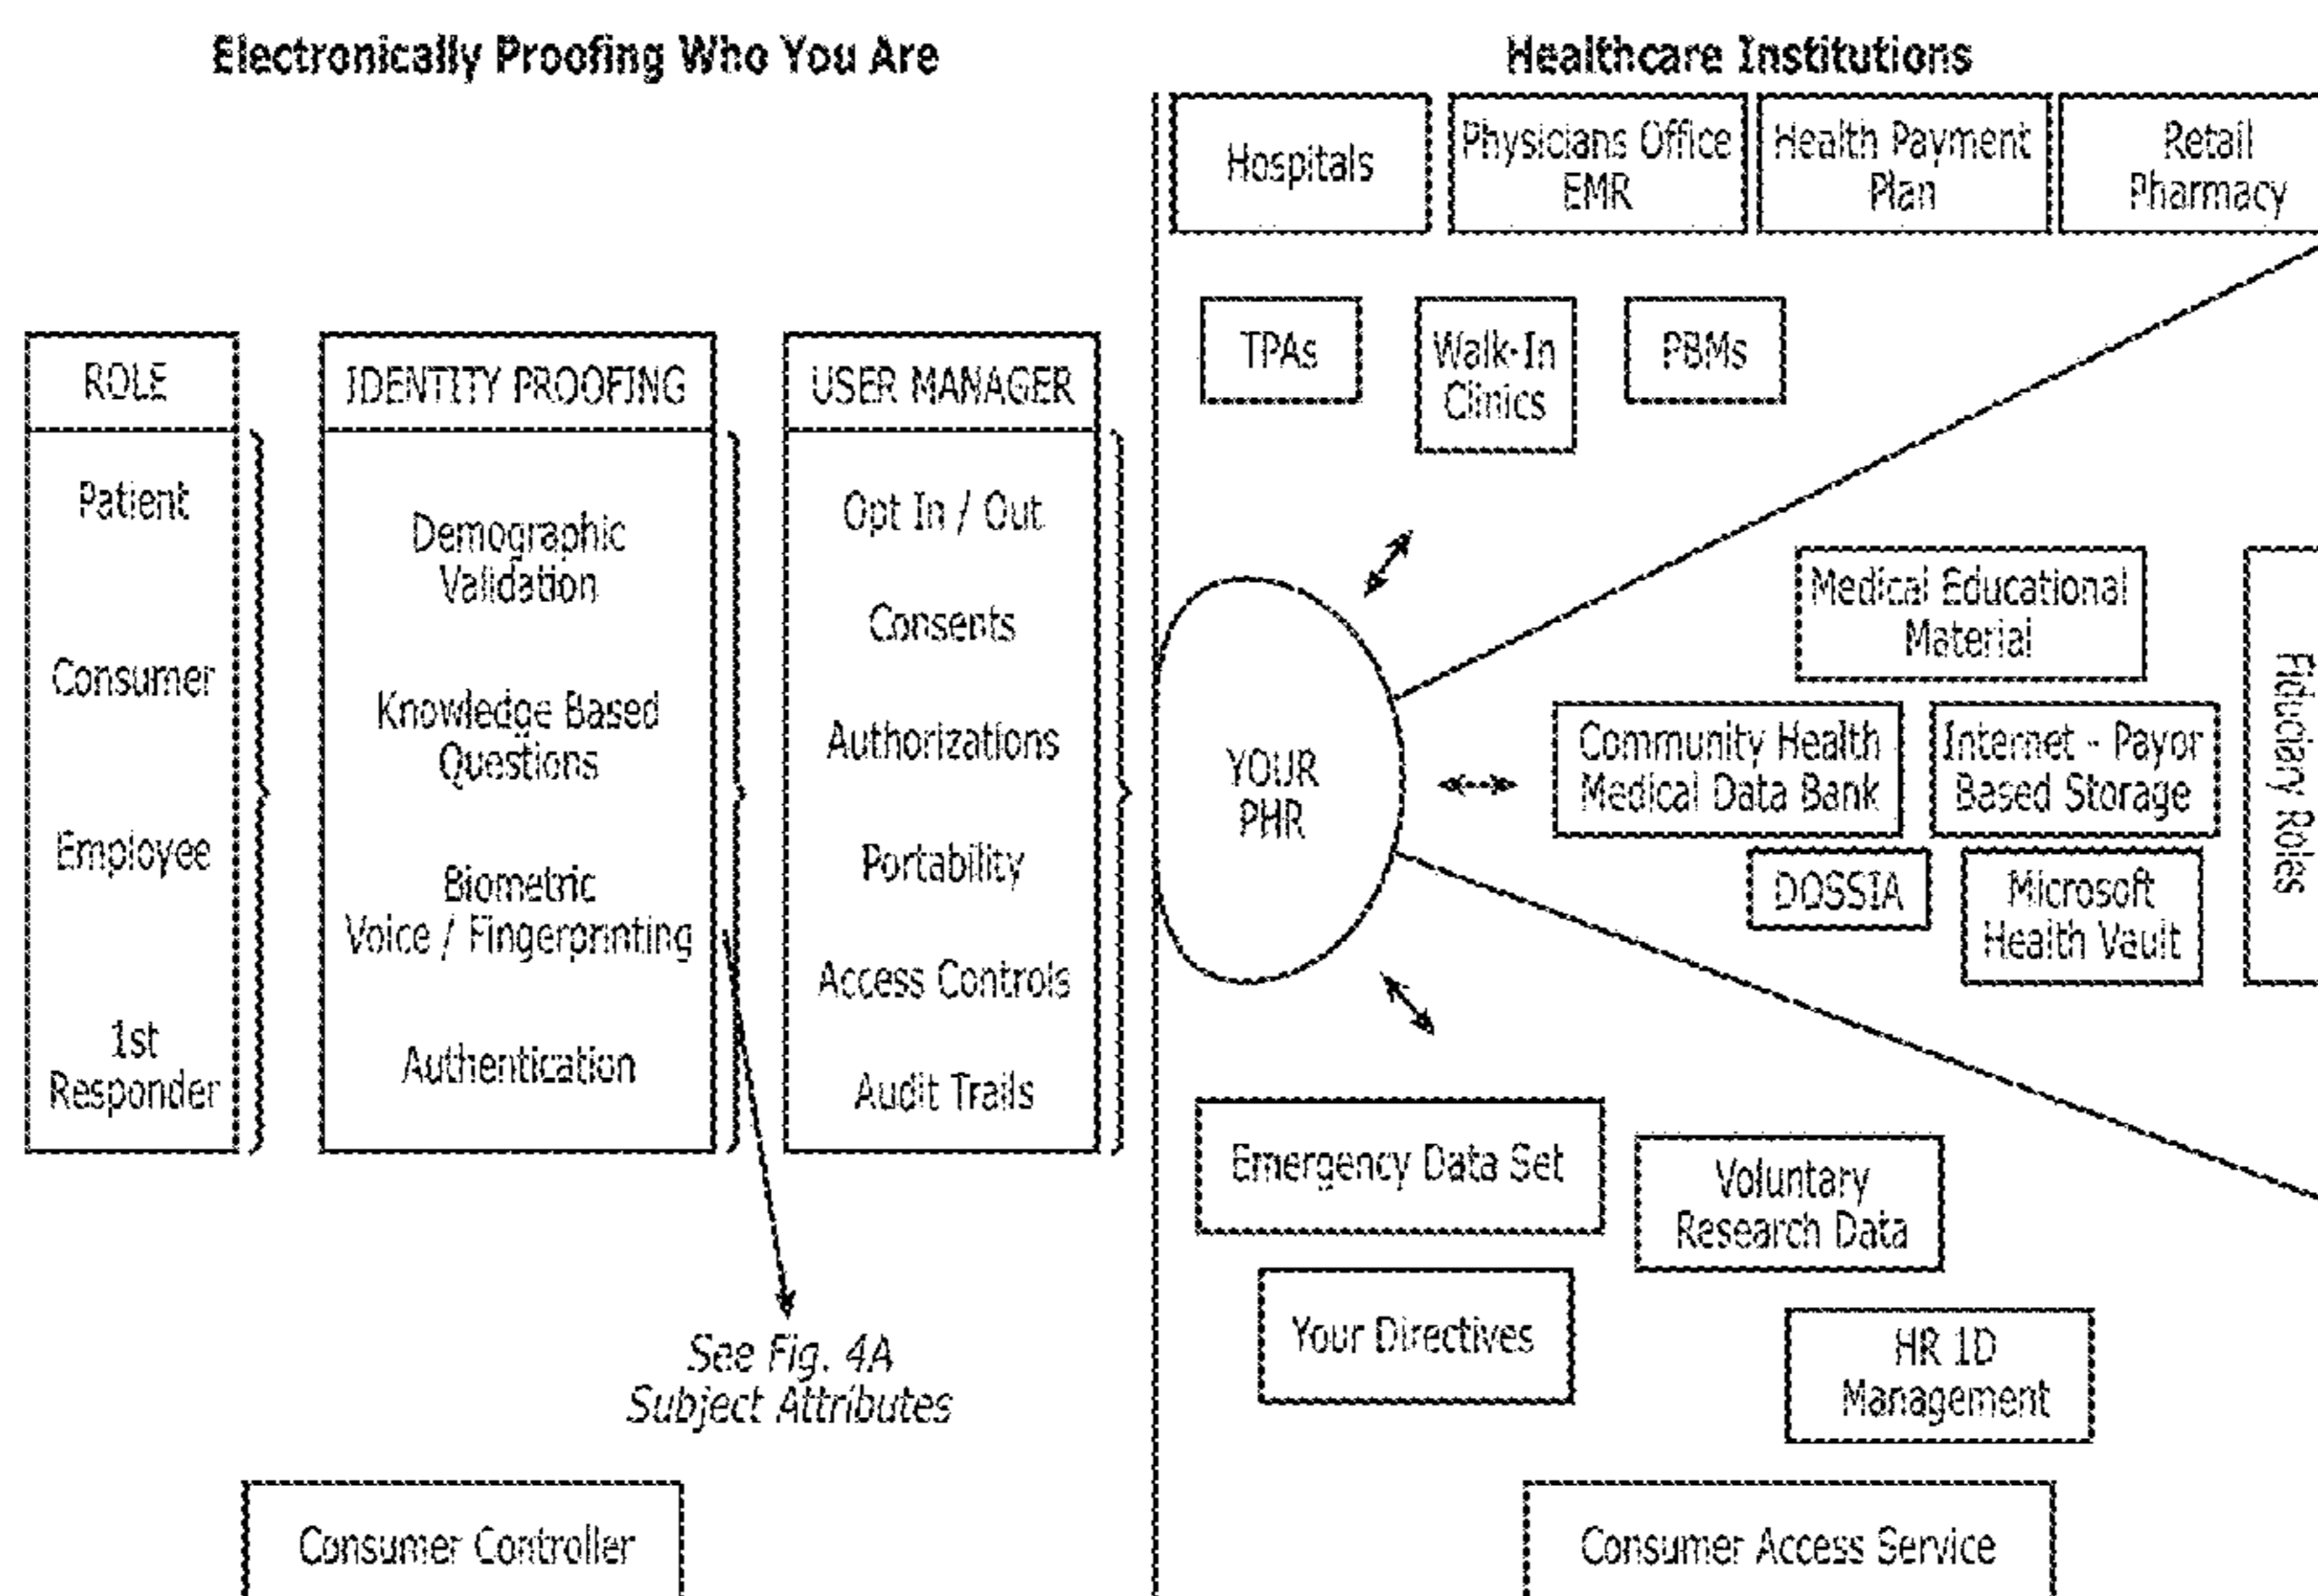 Electronically Proofing Who You Are
Healthcare Institutions
Hospitals
Physicians Office
EMR
Health Payment
Plan
Retail
Pharmacy
TPAs
Walk-In
Clinics
PBMs
ROLE
Patient
Consumer
Employee
1st
Responder
IDENTITY PROOFING
Demographic
Validation
Knowledge Based
Questions
Biometric
Voice / Fingerprinting
Authentication
USER MANAGER
Opt In / Out
Consents
Authorizations
Portability
Access Controls
Audit Trails
See Fig. 4A
Subject Attributes
YOUR
PHR
Medical Educational
Material
Community Health
Medical Data Bank
Internet - Payor
Based Storage
DOSSIA
Microsoft
Health Vault
Fiduciary Roles
Emergency Data Set
Voluntary
Research Data
Your Directives
HR 1D
Management
Consumer Controller
Consumer Access Service